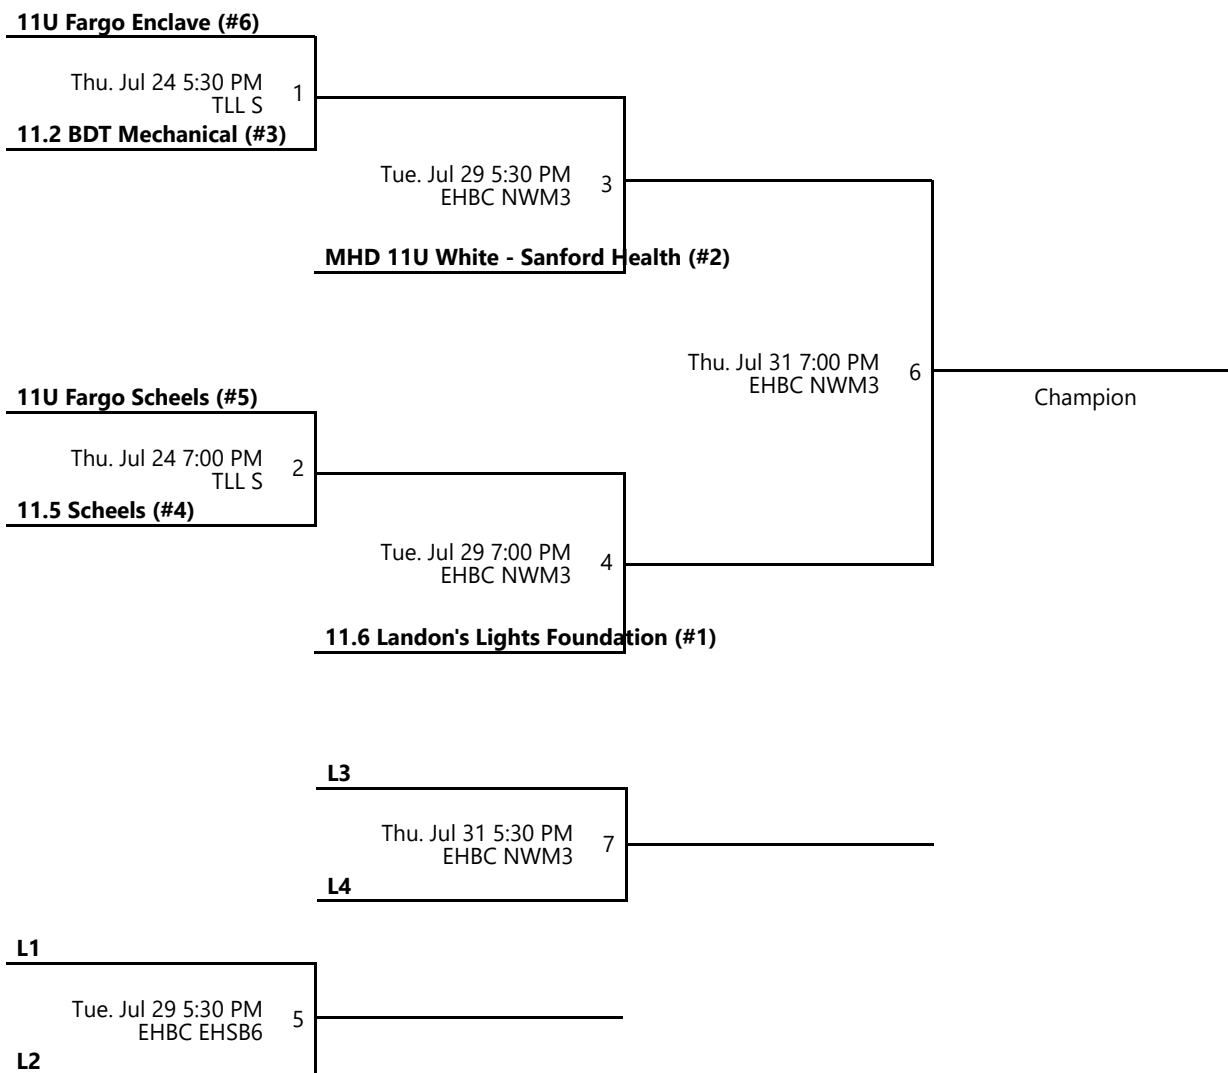 11U Fargo Enclave (#6)
Thu. Jul 24 5:30 PM
TLL S
1
11.2 BDT Mechanical (#3)
Tue. Jul 29 5:30 PM
EHBC NWM3
3
MHD 11U White - Sanford Health (#2)
Thu. Jul 31 7:00 PM
EHBC NWM3
6
Champion
11U Fargo Scheels (#5)
Thu. Jul 24 7:00 PM
TLL S
2
11.5 Scheels (#4)
Tue. Jul 29 7:00 PM
EHBC NWM3
4
11.6 Landon's Lights Foundation (#1)
L3
Thu. Jul 31 5:30 PM
EHBC NWM3
7
L4
L1
Tue. Jul 29 5:30 PM
EHBC EHSB6
5
L2